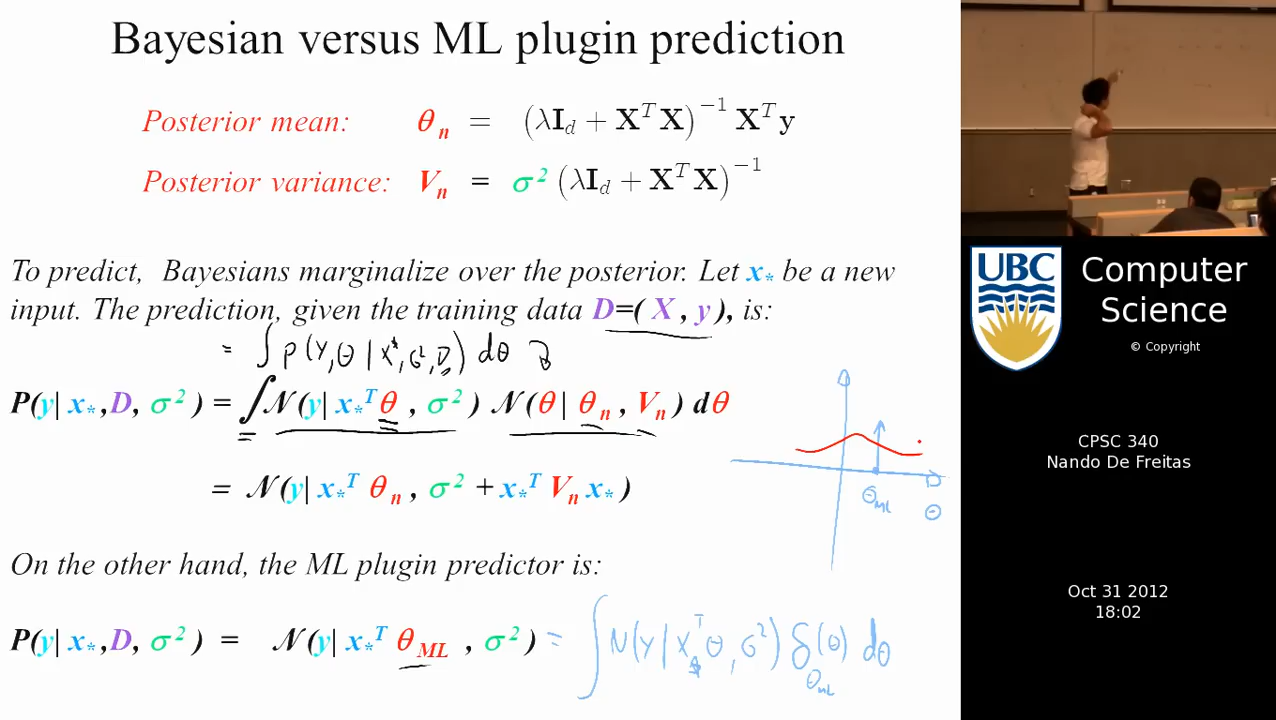 Bayesian versus ML plugin prediction
Posterior mean: θn = (λId + X^T X)^−1 X^T y
Posterior variance: Vn = σ² (λId + X^T X)^−1
To predict, Bayesians marginalize over the posterior. Let x* be a new
input. The prediction, given the training data D=( X , y ), is:
= ∫ P(y,θ | x*,σ²,D) dθ
P(y| x*,D, σ² ) = ∫ N(y| x*^T θ , σ² ) N(θ | θn , Vn ) dθ
= N(y| x*^T θn , σ² + x*^T Vn x* )
θML
θ
On the other hand, the ML plugin predictor is:
P(y| x*,D, σ² ) = N(y| x*^T θML , σ² ) = ∫ N(y | x*^T θ, σ²) δθML(θ) dθ
UBC
Computer
Science
© Copyright
CPSC 340
Nando De Freitas
Oct 31 2012
18:02